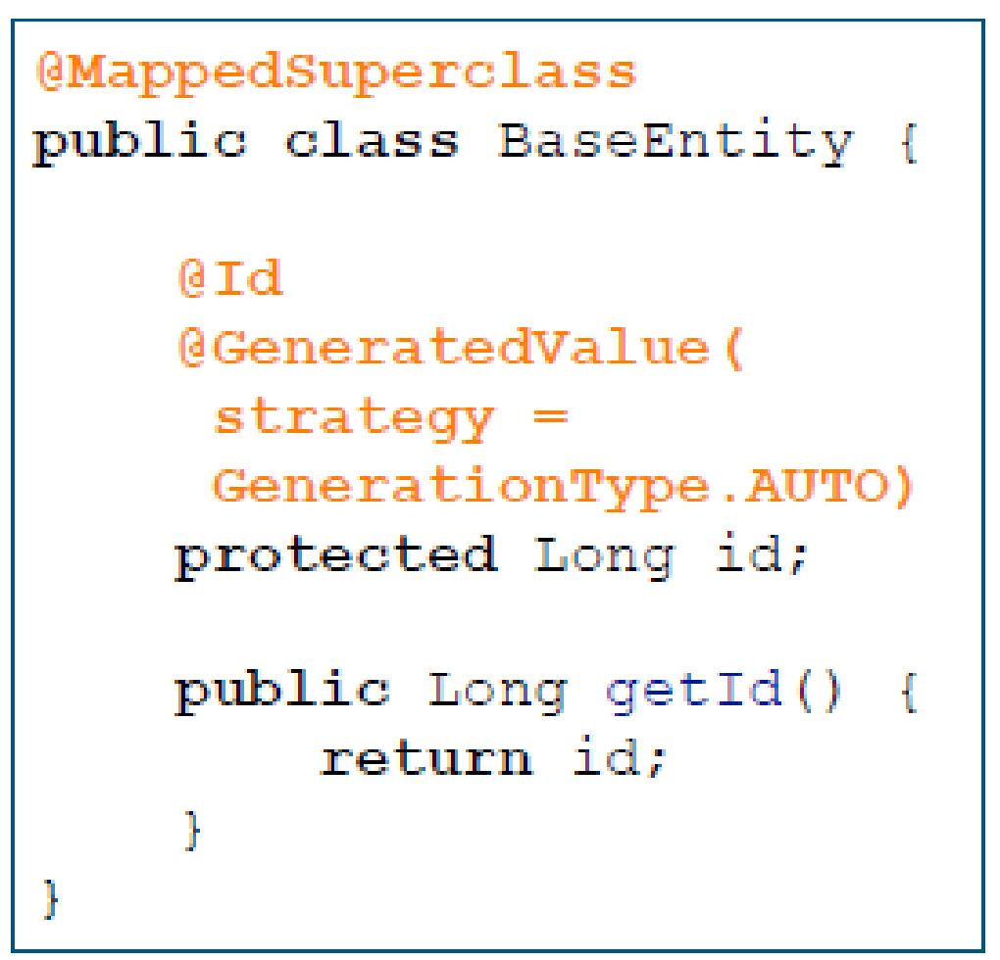 @MappedSuperclass
public class BaseEntity {
@Id
@GeneratedValue(
strategy =
GenerationType.AUTO)
protected Long id;
public Long getId() {
return id;
}
}